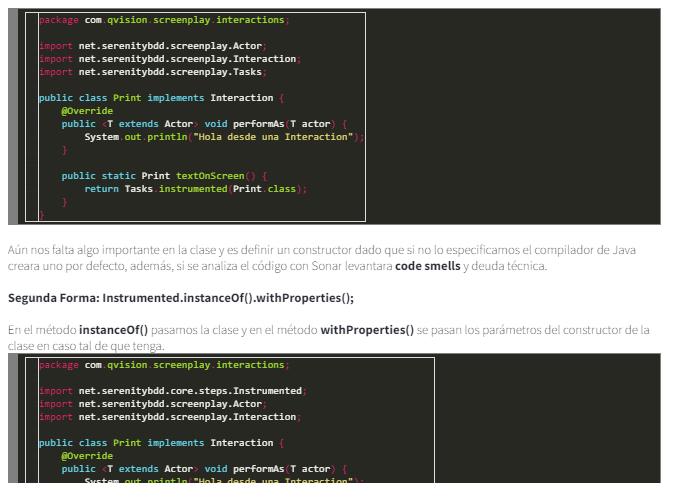 package com.qvision.screenplay.interactions;
import net.serenitybdd.screenplay.Actor;
import net.serenitybdd.screenplay.Interaction;
import net.serenitybdd.screenplay.Tasks;
public class Print implements Interaction {
@Override
public <T extends Actor> void performAs(T actor) {
System.out.println("Hola desde una Interaction");
}
public static Print textOnScreen() {
return Tasks.instrumented(Print.class);
}
}
Aún nos falta algo importante en la clase y es definir un constructor dado que si no lo especificamos el compilador de Java
creara uno por defecto, además, si se analiza el código con Sonar levantara code smells y deuda técnica.
Segunda Forma: Instrumented.instanceOf().withProperties();
En el método instanceOf() pasamos la clase y en el método withProperties() se pasan los parámetros del constructor de la
clase en caso tal de que tenga.
package com.qvision.screenplay.interactions;
import net.serenitybdd.core.steps.Instrumented;
import net.serenitybdd.screenplay.Actor;
import net.serenitybdd.screenplay.Interaction;
public class Print implements Interaction {
@Override
public <T extends Actor> void performAs(T actor) {
System.out.println("Hola desde una Interaction");